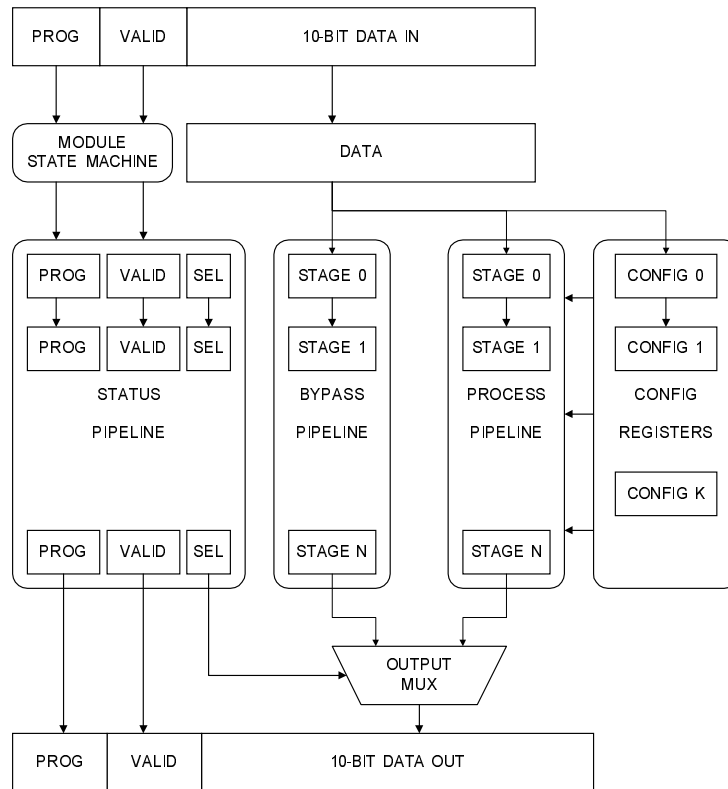 PROG VALID 10-BIT DATA IN
MODULE
STATE MACHINE
DATA
PROG VALID SEL STAGE 0 STAGE 0 CONFIG 0
PROG VALID SEL STAGE 1 STAGE 1 CONFIG 1
STATUS BYPASS PROCESS CONFIG
PIPELINE PIPELINE PIPELINE REGISTERS
CONFIG K
PROG VALID SEL STAGE N STAGE N
OUTPUT
MUX
PROG VALID 10-BIT DATA OUT